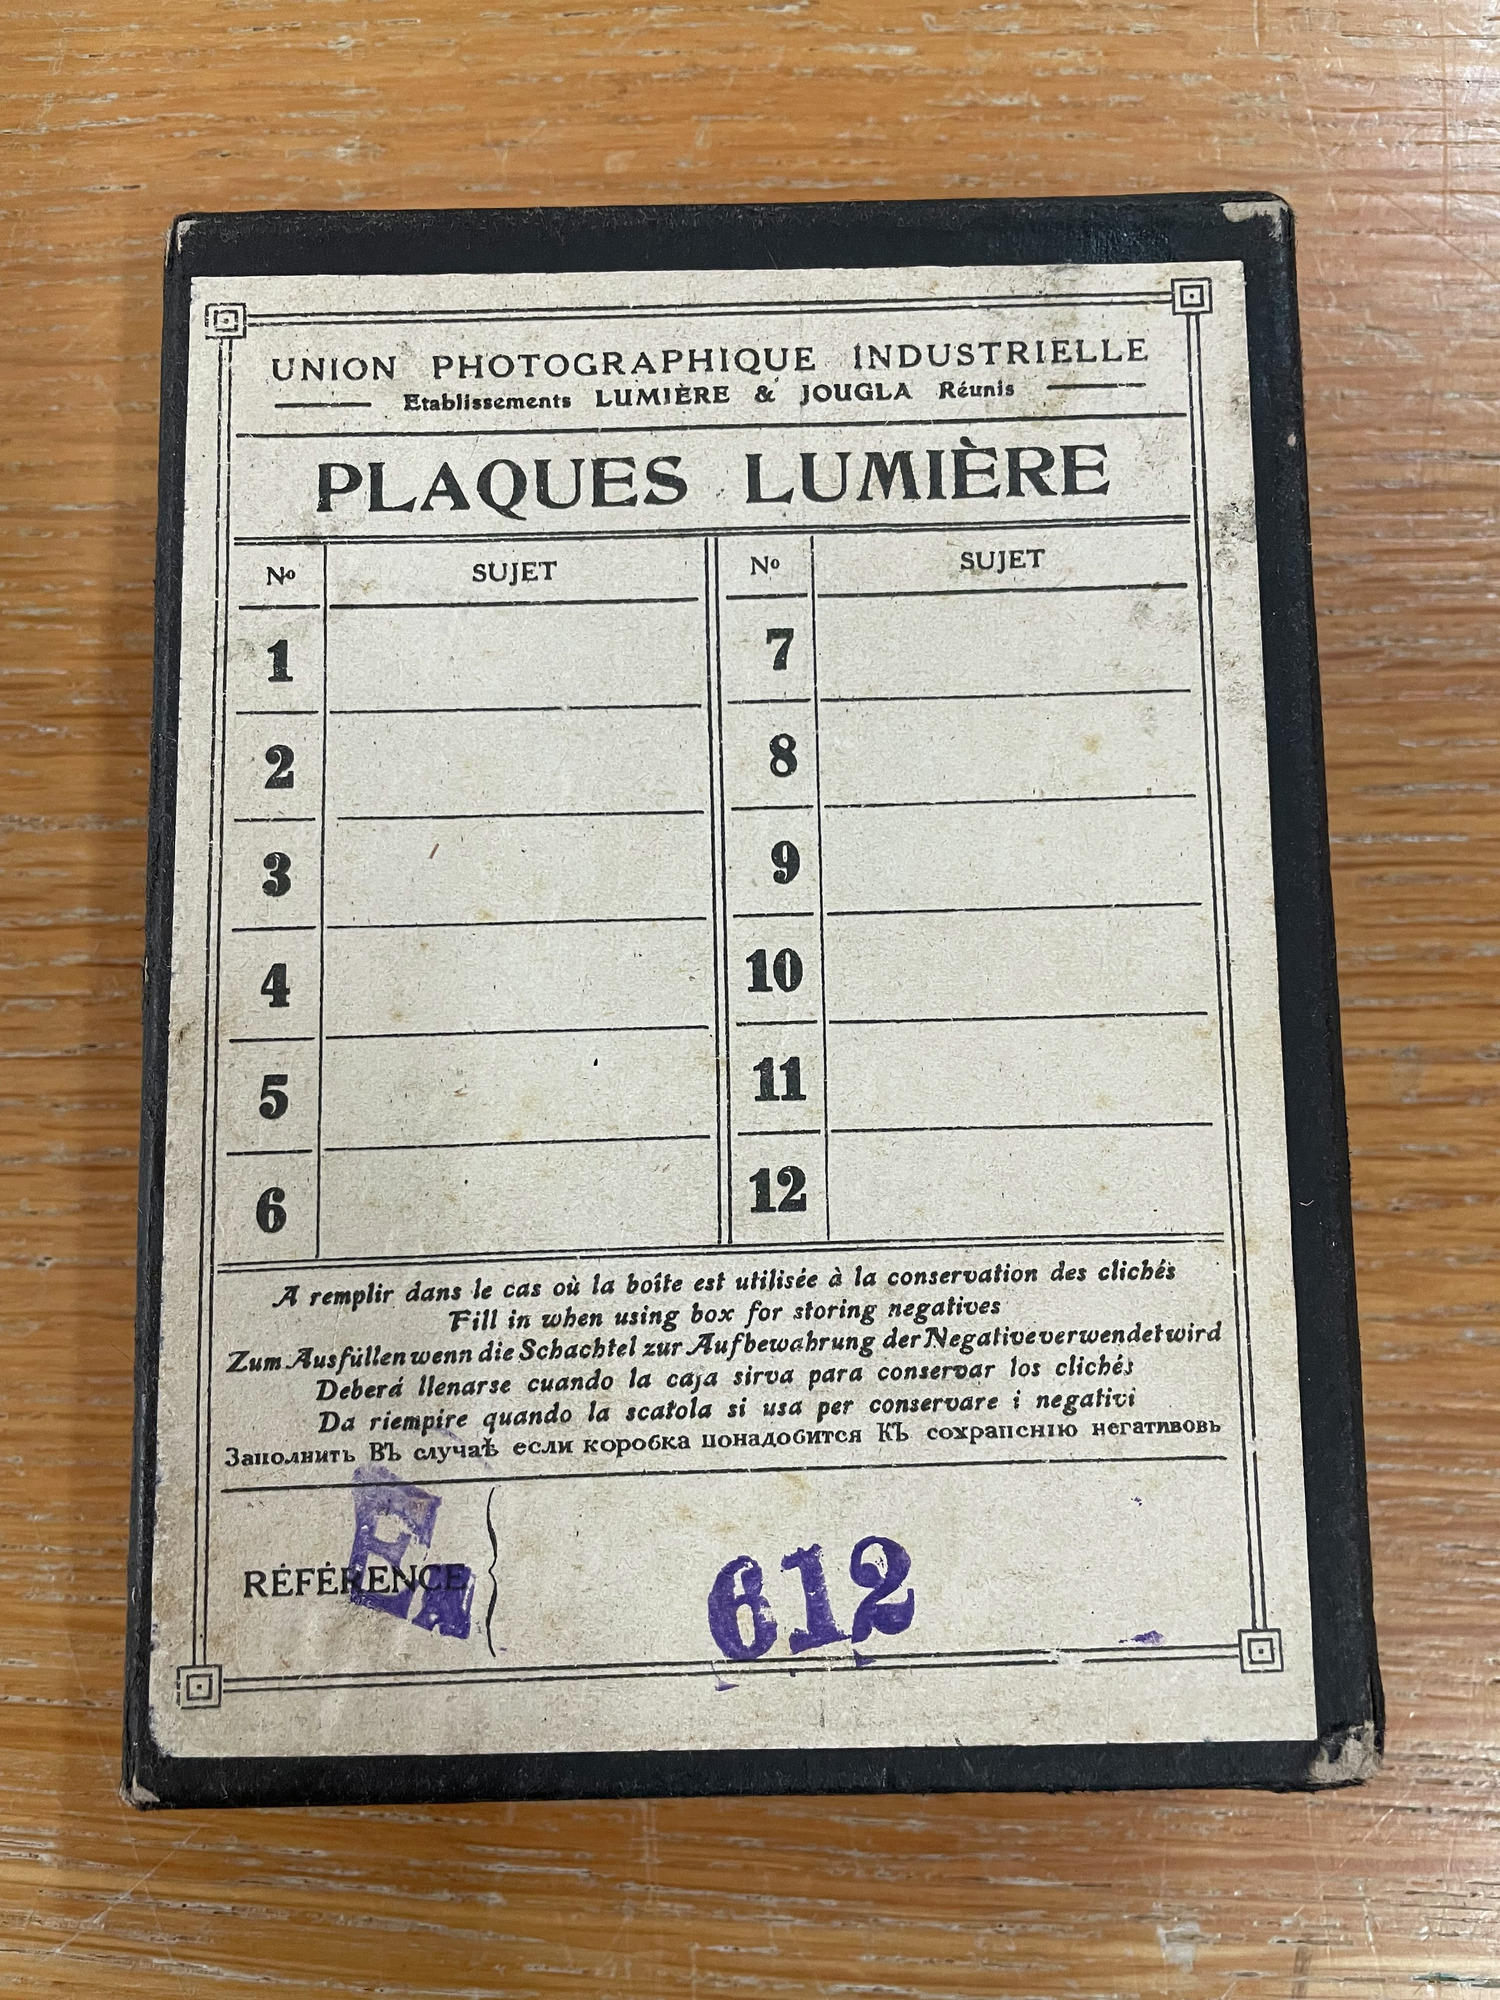 UNION PHOTOGRAPHIQUE INDUSTRIELLE
Etablissements LUMIÈRE & JOUGLA Réunis
PLAQUES LUMIÈRE
No SUJET No SUJET
1 7
2 8
3 9
4 10
5 11
6 12
A remplir dans le cas où la boîte est utilisée à la conservation des clichés
Fill in when using box for storing negatives
Zum Ausfüllen wenn die Schachtel zur Aufbewahrung der Negative verwendet wird
Deberá llenarse cuando la caja sirva para conservar los clichés
Da riempire quando la scatola si usa per conservare i negativi
Заполнить ВЪ случаѣ если коробка понадобится КЪ сохранению негативовь
RÉFÉRENCE 612